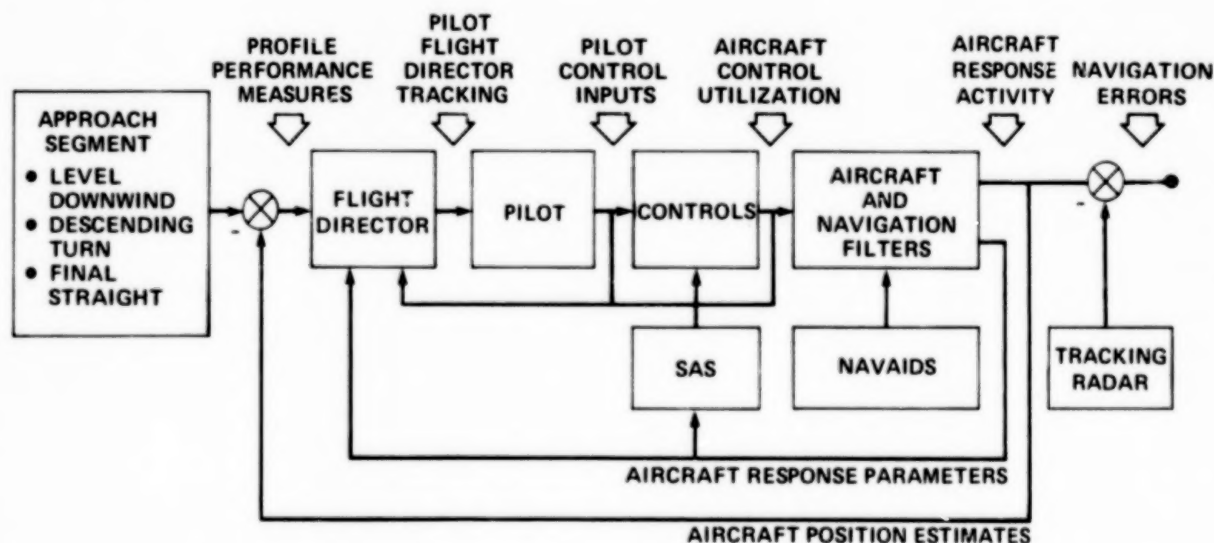 PROFILE
PERFORMANCE
MEASURES
PILOT
FLIGHT
DIRECTOR
TRACKING
PILOT
CONTROL
INPUTS
AIRCRAFT
CONTROL
UTILIZATION
AIRCRAFT
RESPONSE
ACTIVITY
NAVIGATION
ERRORS
APPROACH
SEGMENT
• LEVEL
DOWNWIND
• DESCENDING
TURN
• FINAL
STRAIGHT
-
FLIGHT
DIRECTOR
PILOT
CONTROLS
AIRCRAFT
AND
NAVIGATION
FILTERS
-
SAS
NAVAIDS
TRACKING
RADAR
AIRCRAFT RESPONSE PARAMETERS
AIRCRAFT POSITION ESTIMATES